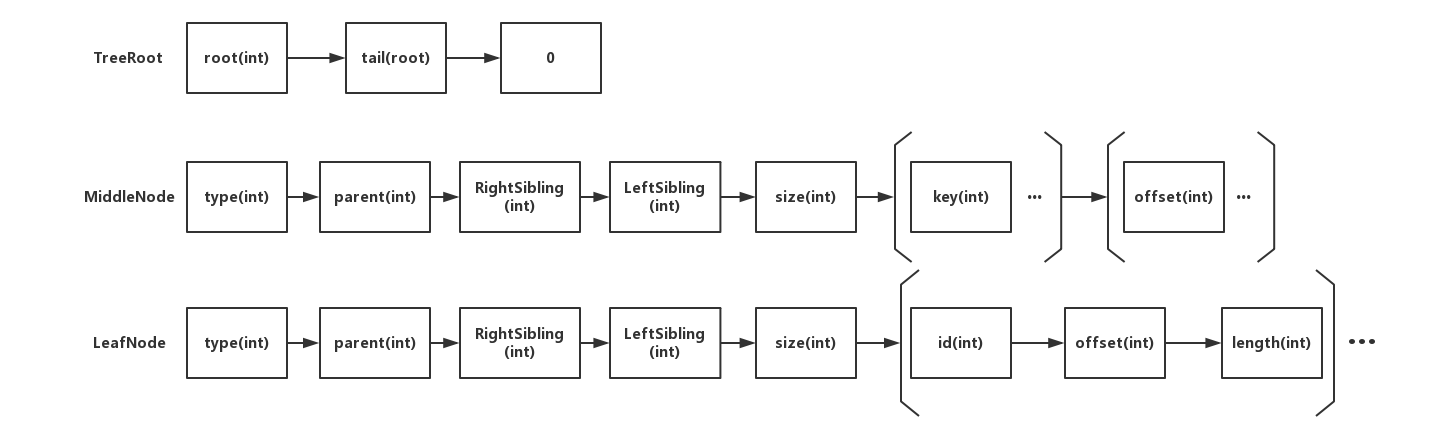 TreeRoot root(int) tail(root) 0
MiddleNode type(int) parent(int) RightSibling (int) LeftSibling (int) size(int) key(int) ... offset(int) ...
LeafNode type(int) parent(int) RightSibling (int) LeftSibling (int) size(int) id(int) offset(int) length(int) ...